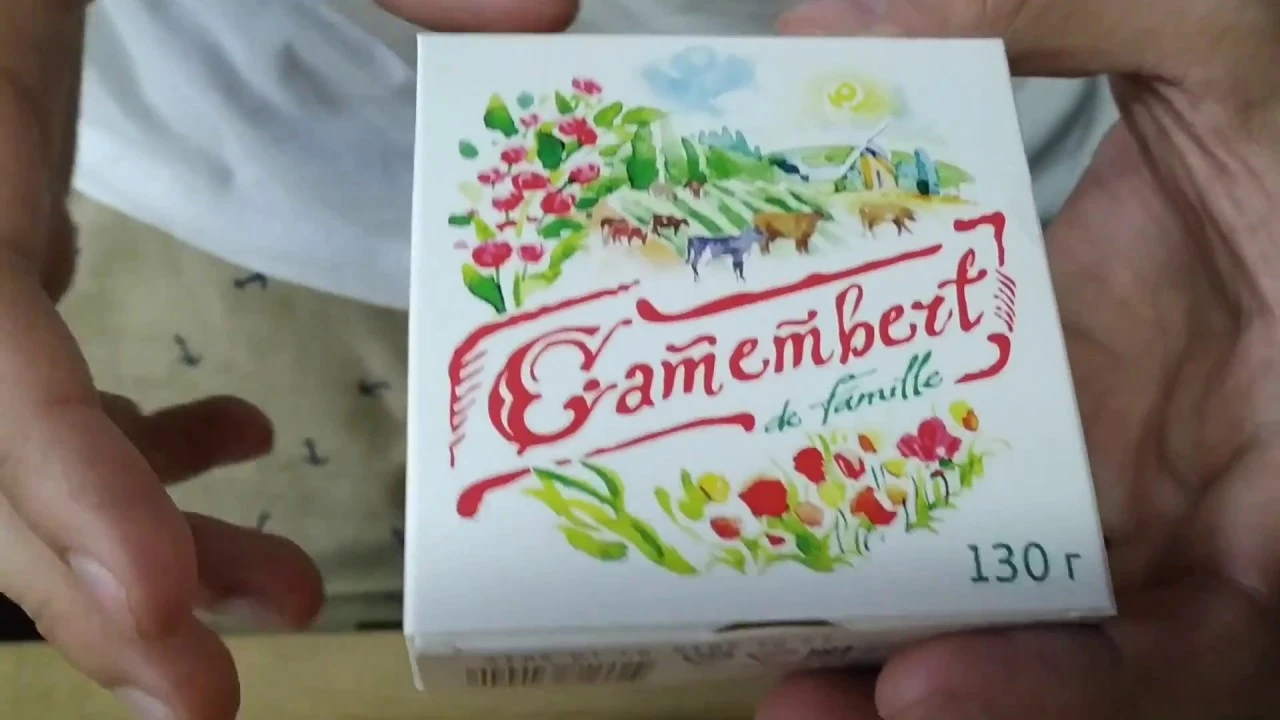 Camembert
de famille
130 г